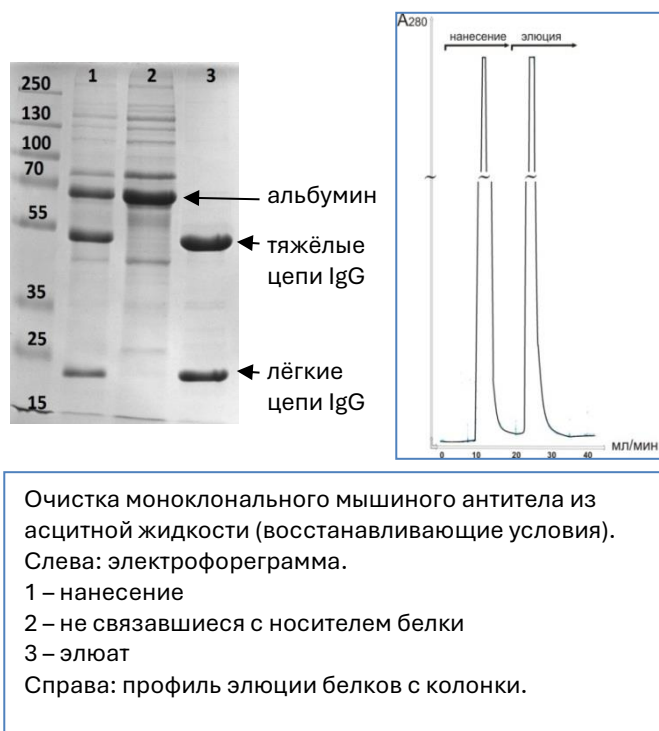 1 2 3
250
130
100
70
55
35
25
15
альбумин
тяжёлые
цепи IgG
лёгкие
цепи IgG
A280
нанесение элюция
~ ~ ~
0 10 20 30 40
мл/мин
Очистка моноклонального мышиного антитела из
асцитной жидкости (восстанавливающие условия).
Слева: электрофореграмма.
1 – нанесение
2 – не связавшиеся с носителем белки
3 – элюат
Справа: профиль элюции белков с колонки.